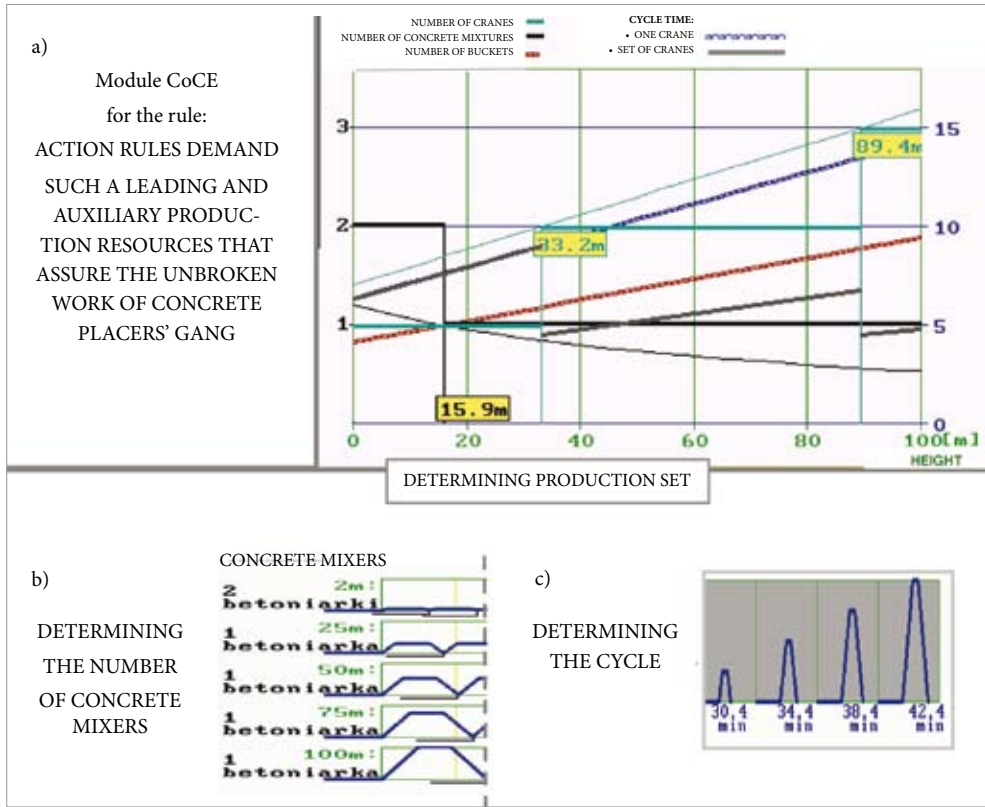 a)
Module CoCE
for the rule:
ACTION RULES DEMAND
SUCH A LEADING AND
AUXILIARY PRODUC-
TION RESOURCES THAT
ASSURE THE UNBROKEN
WORK OF CONCRETE
PLACERS’ GANG
NUMBER OF CRANES
NUMBER OF CONCRETE MIXTURES
NUMBER OF BUCKETS
CYCLE TIME:
• ONE CRANE
• SET OF CRANES
3
2
1
15
10
5
0
89.4m
33.2m
15.9m
0 20 40 60 80 100[m]
HEIGHT
DETERMINING PRODUCTION SET
b)
DETERMINING
THE NUMBER
OF CONCRETE
MIXERS
CONCRETE MIXERS
2 2m:
betoniarki
1 25m:
betoniarka
1 50m:
betoniarka
1 75m:
betoniarka
1 100m:
betoniarka
c)
DETERMINING
THE CYCLE
30,4 34,4 38,4 42,4
min min min min